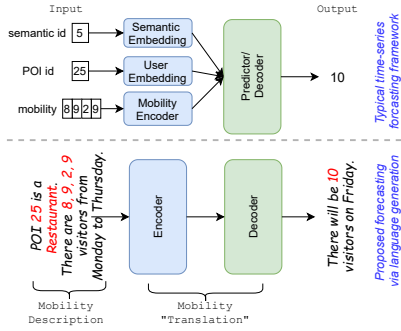 Input
Output
semantic id
5
Semantic
Embedding
POI id
25
User
Embedding
mobility
8 9 2 9
Mobility
Encoder
Predictor/
Decoder
10
Typical time-series
forcasting framework
POI 25 is a
Restaurant.
There are 8, 9, 2, 9
visitors from
Monday to Thursday.
Encoder
Decoder
There will be 10
visitors on Friday.
Proposed forecasting
via language generation
Mobility
Description
Mobility
"Translation"